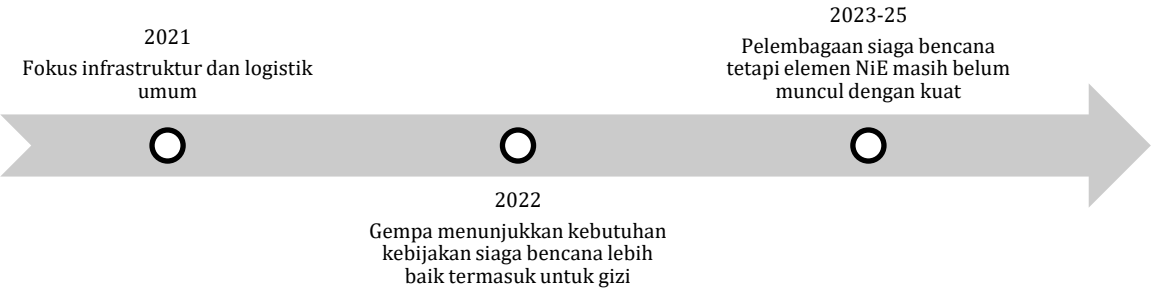 2021
Fokus infrastruktur dan logistik
umum
2022
Gempa menunjukkan kebutuhan
kebijakan siaga bencana lebih
baik termasuk untuk gizi
2023-25
Pelembagaan siaga bencana
tetapi elemen NiE masih belum
muncul dengan kuat